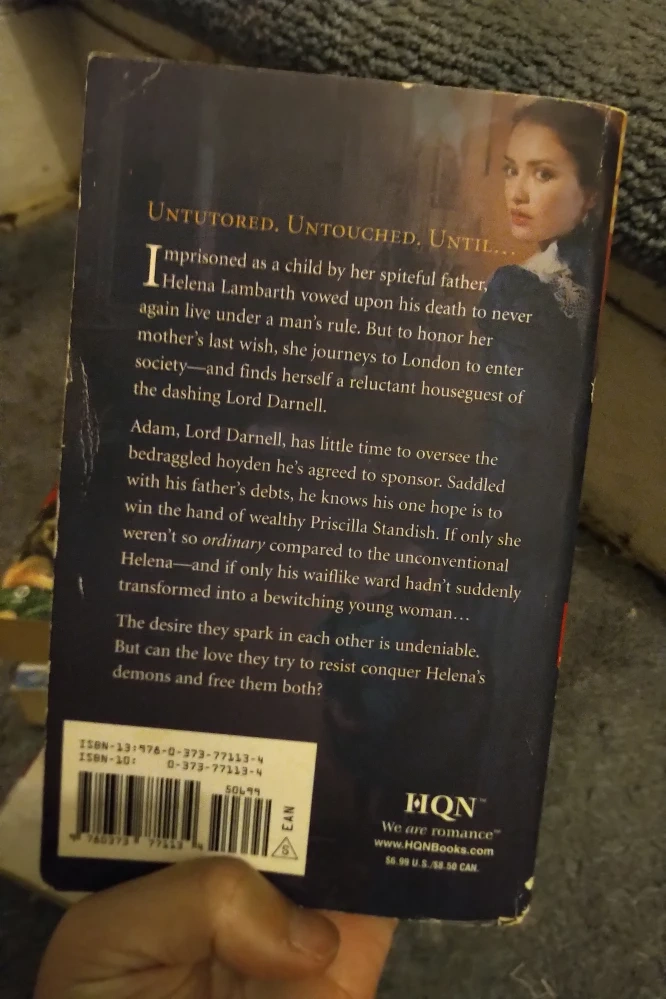 UNTUTORED. UNTOUCHED. UNTIL...
Imprisoned as a child by her spiteful father,
Helena Lambarth vowed upon his death to never
again live under a man's rule. But to honor her
mother's last wish, she journeys to London to enter
society—and finds herself a reluctant houseguest of
the dashing Lord Darnell.
Adam, Lord Darnell, has little time to oversee the
bedraggled hoyden he's agreed to sponsor. Saddled
with his father's debts, he knows his one hope is to
win the hand of wealthy Priscilla Standish. If only she
weren't so ordinary compared to the unconventional
Helena—and if only his waiflike ward hadn't suddenly
transformed into a bewitching young woman...
The desire they spark in each other is undeniable.
But can the love they try to resist conquer Helena's
demons and free them both?
ISBN-13:978-0-373-77113-4
ISBN-10: 0-373-77113-4
50699
9 780373 771134
EAN
S
HQN™
We are romance™
www.HQNBooks.com
$6.99 U.S./$8.50 CAN.